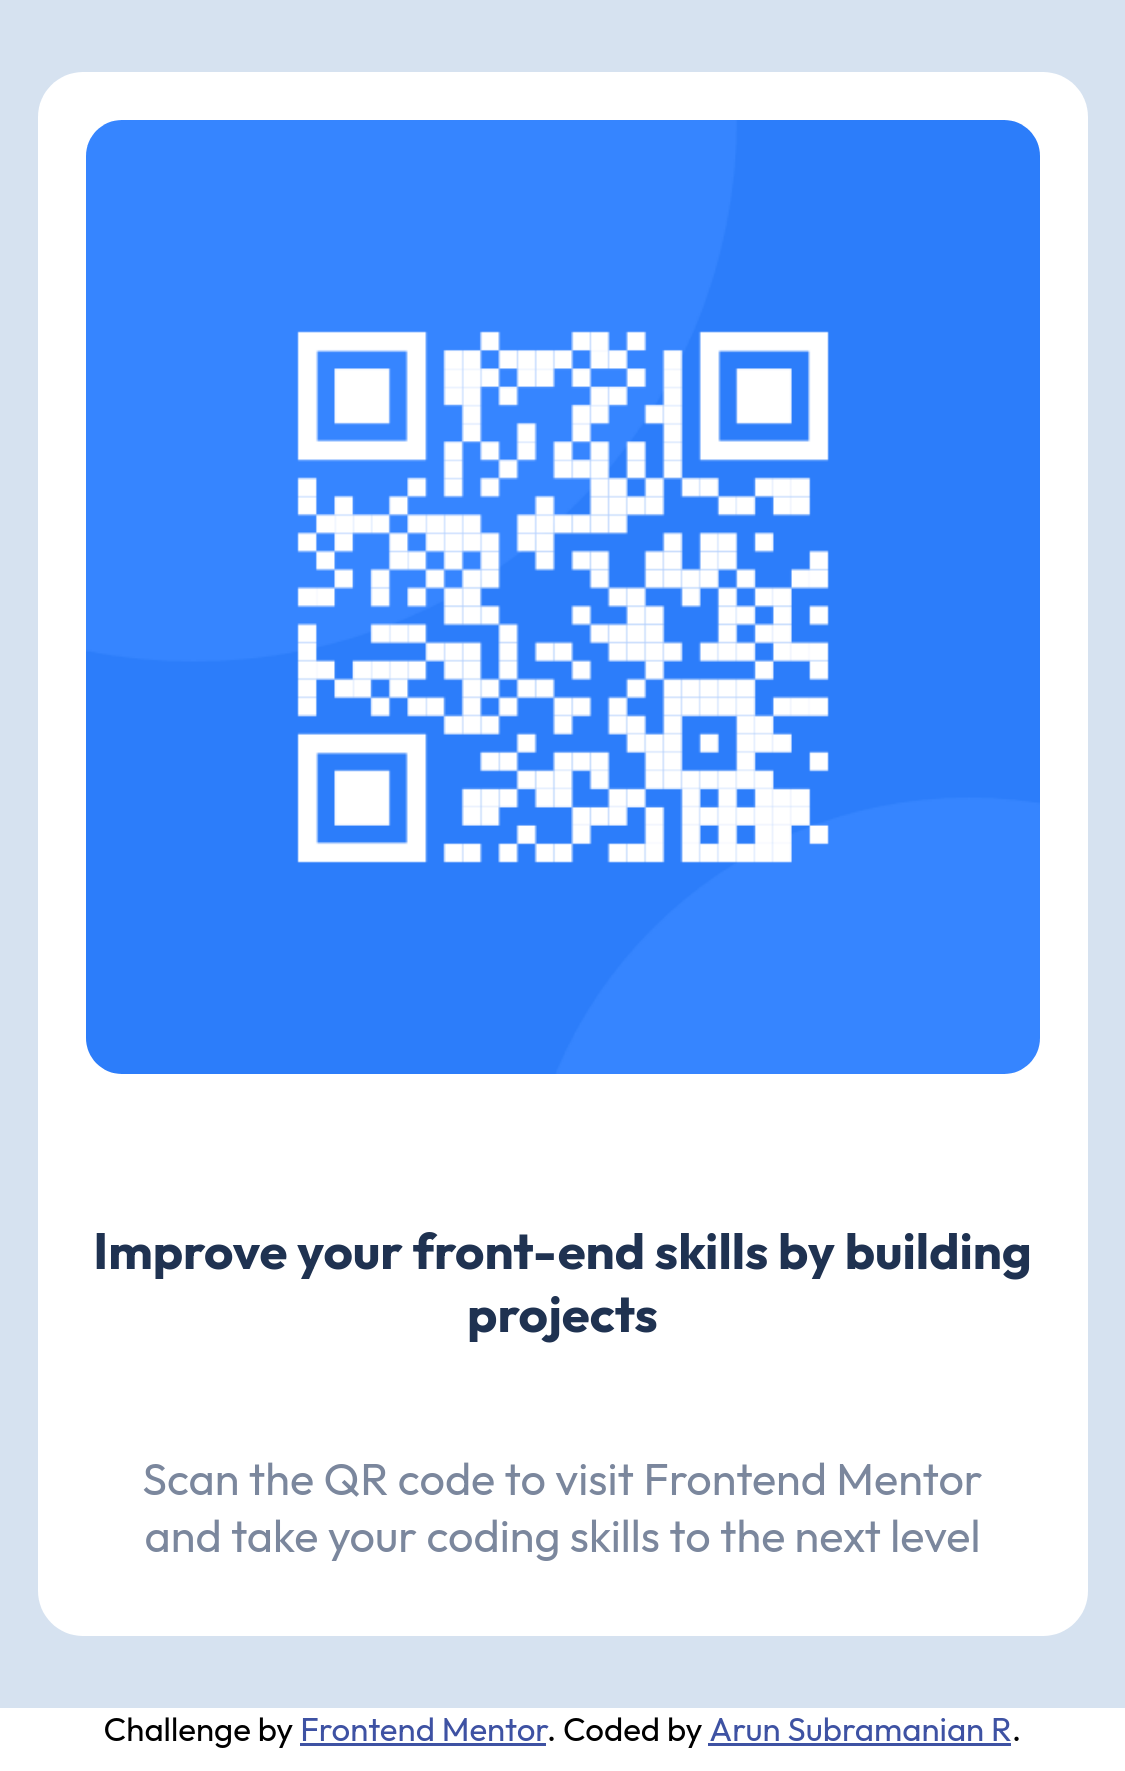 Improve your front-end skills by building
projects
Scan the QR code to visit Frontend Mentor
and take your coding skills to the next level
Challenge by Frontend Mentor. Coded by Arun Subramanian R.